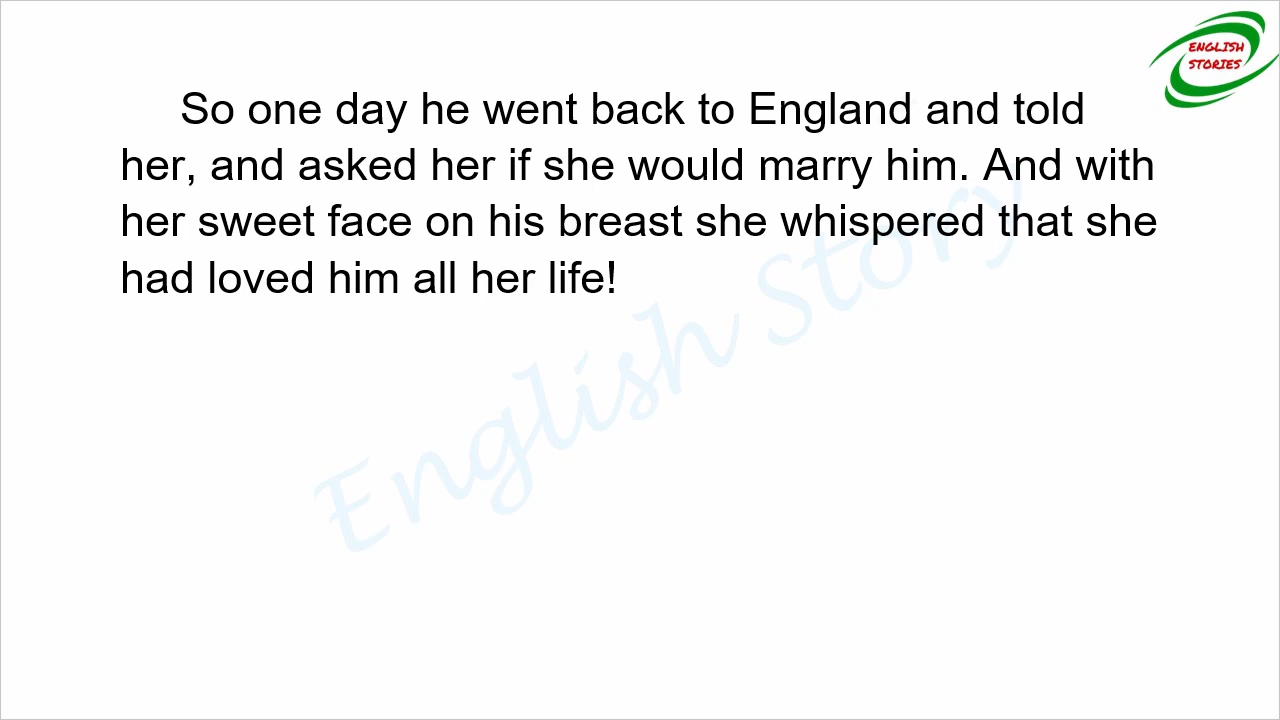 ENGLISH
STORIES
So one day he went back to England and told
her, and asked her if she would marry him. And with
her sweet face on his breast she whispered that she
had loved him all her life!
English Story